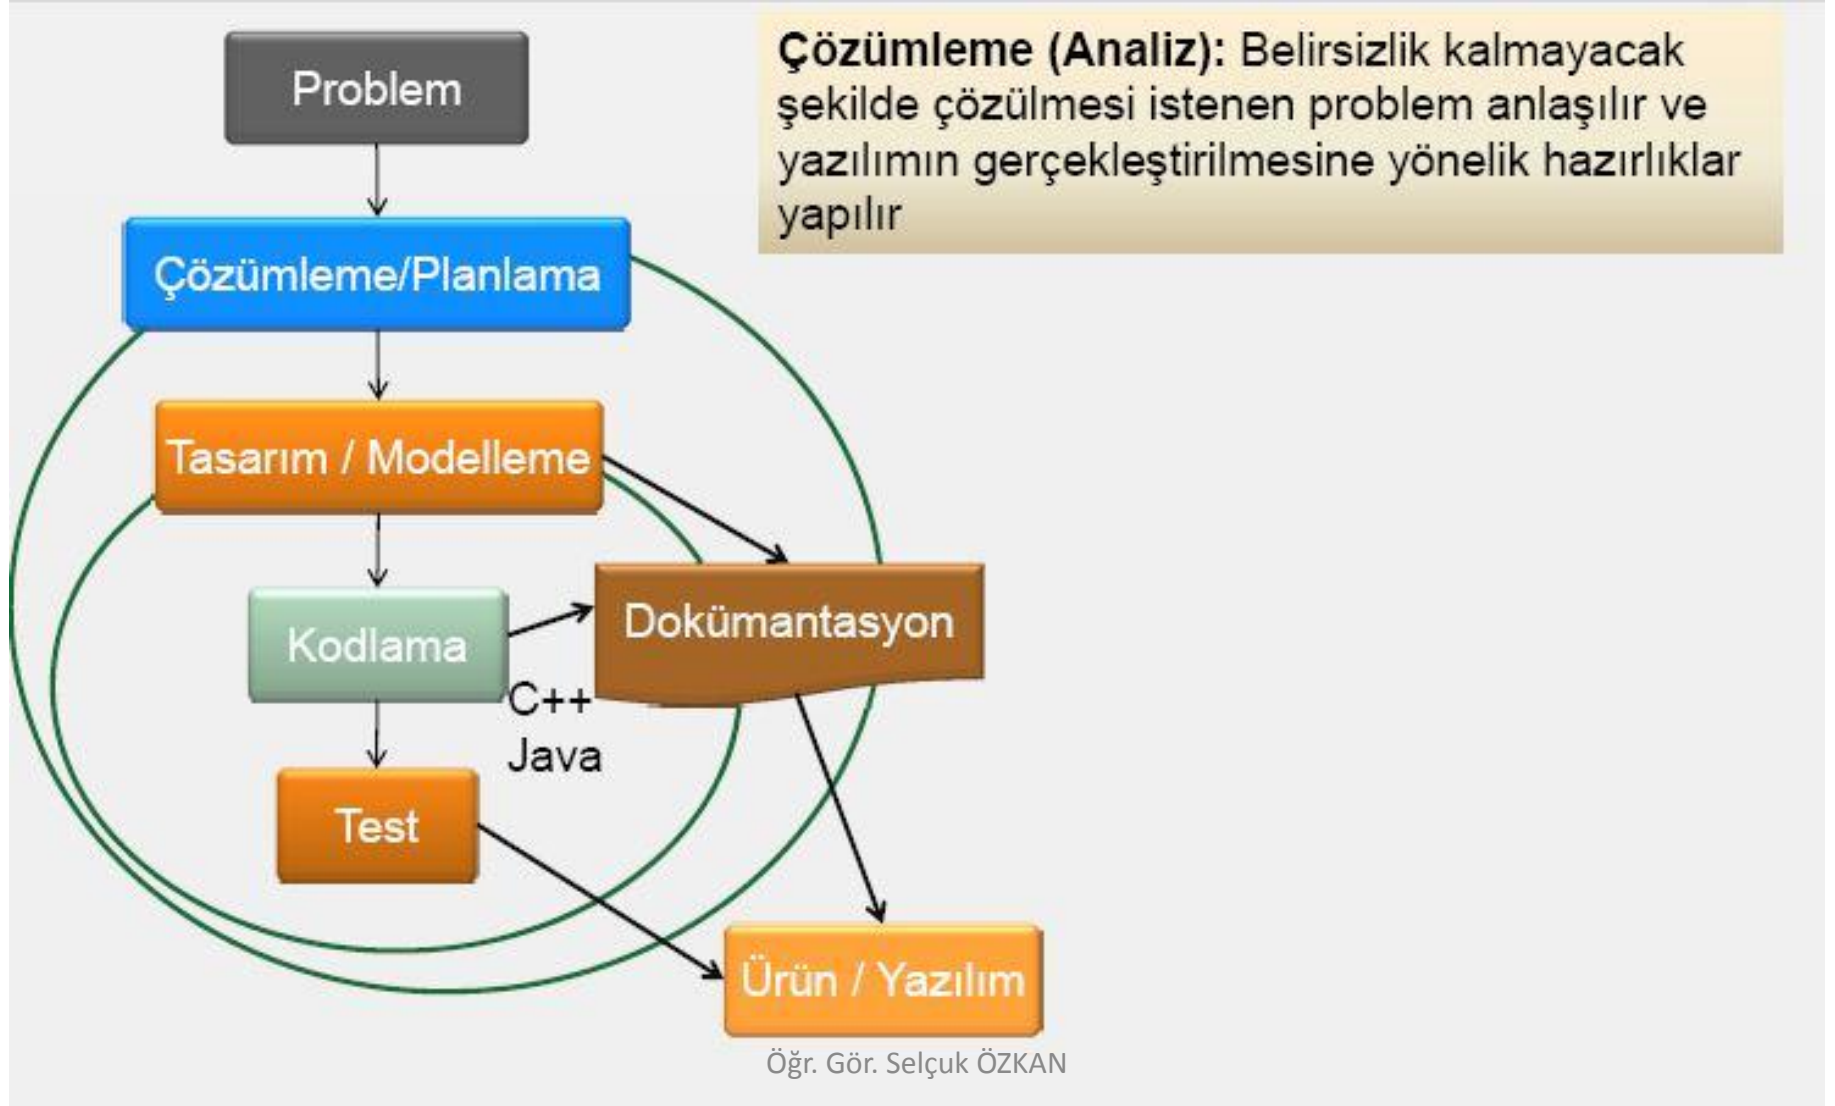 Problem
Çözümleme (Analiz): Belirsizlik kalmayacak
şekilde çözülmesi istenen problem anlaşılır ve
yazılımın gerçekleştirilmesine yönelik hazırlıklar
yapılır
Çözümleme/Planlama
Tasarım / Modelleme
Dokümantasyon
Kodlama
C++
Java
Test
Ürün / Yazılım
Öğr. Gör. Selçuk ÖZKAN